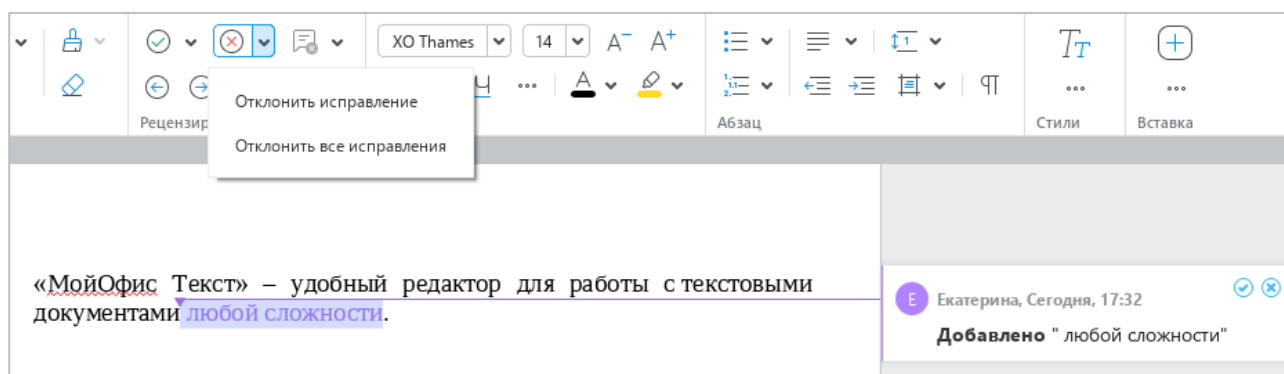 XO Thames
14
Отклонить исправление
Отклонить все исправления
Рецензир
Абзац
Стили
Вставка
«МойОфис Текст» – удобный редактор для работы с текстовыми
документами любой сложности.
Е
Екатерина, Сегодня, 17:32
Добавлено " любой сложности"